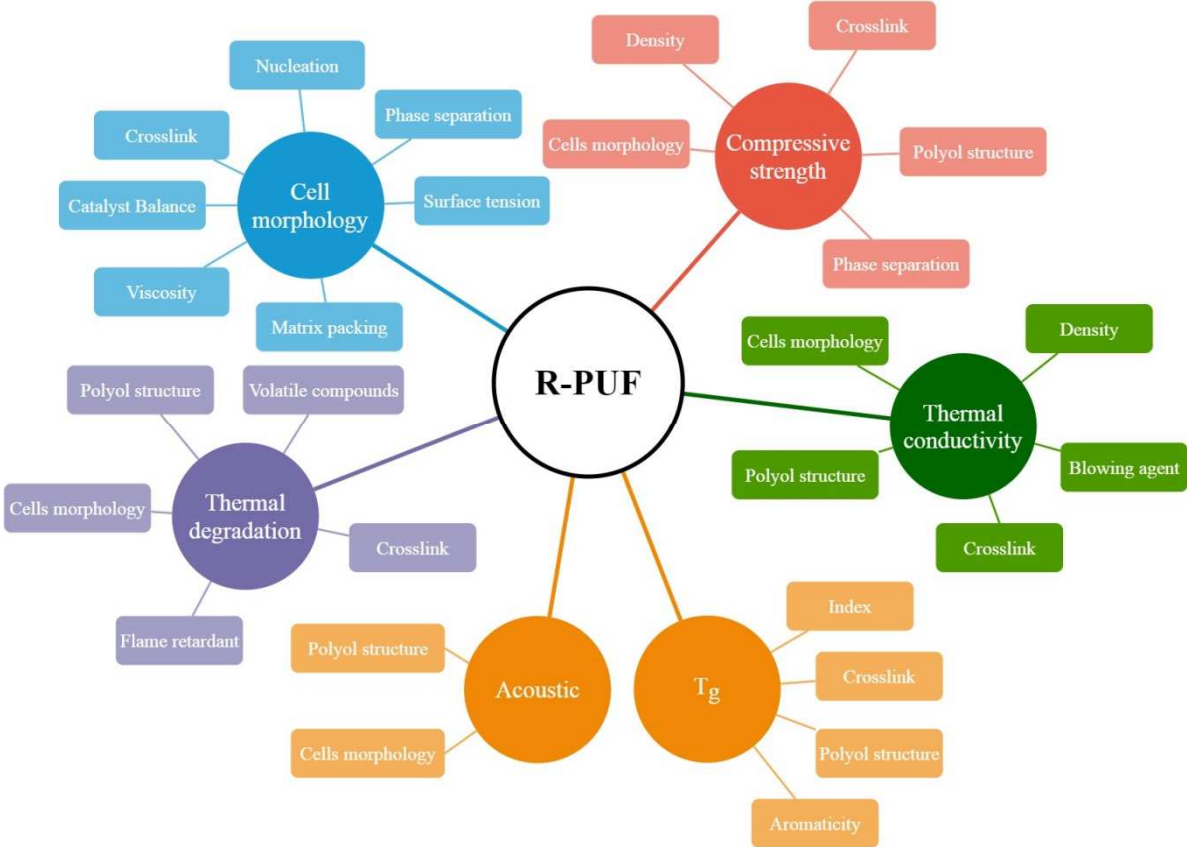 Nucleation
Crosslink
Phase separation
Catalyst Balance
Surface tension
Viscosity
Matrix packing
Cell
morphology
Density
Crosslink
Cells morphology
Polyol structure
Phase separation
Compressive
strength
R-PUF
Cells morphology
Density
Polyol structure
Blowing agent
Crosslink
Thermal
conductivity
Polyol structure
Volatile compounds
Cells morphology
Crosslink
Flame retardant
Thermal
degradation
Polyol structure
Cells morphology
Acoustic
Index
Crosslink
Polyol structure
Aromaticity
Tg